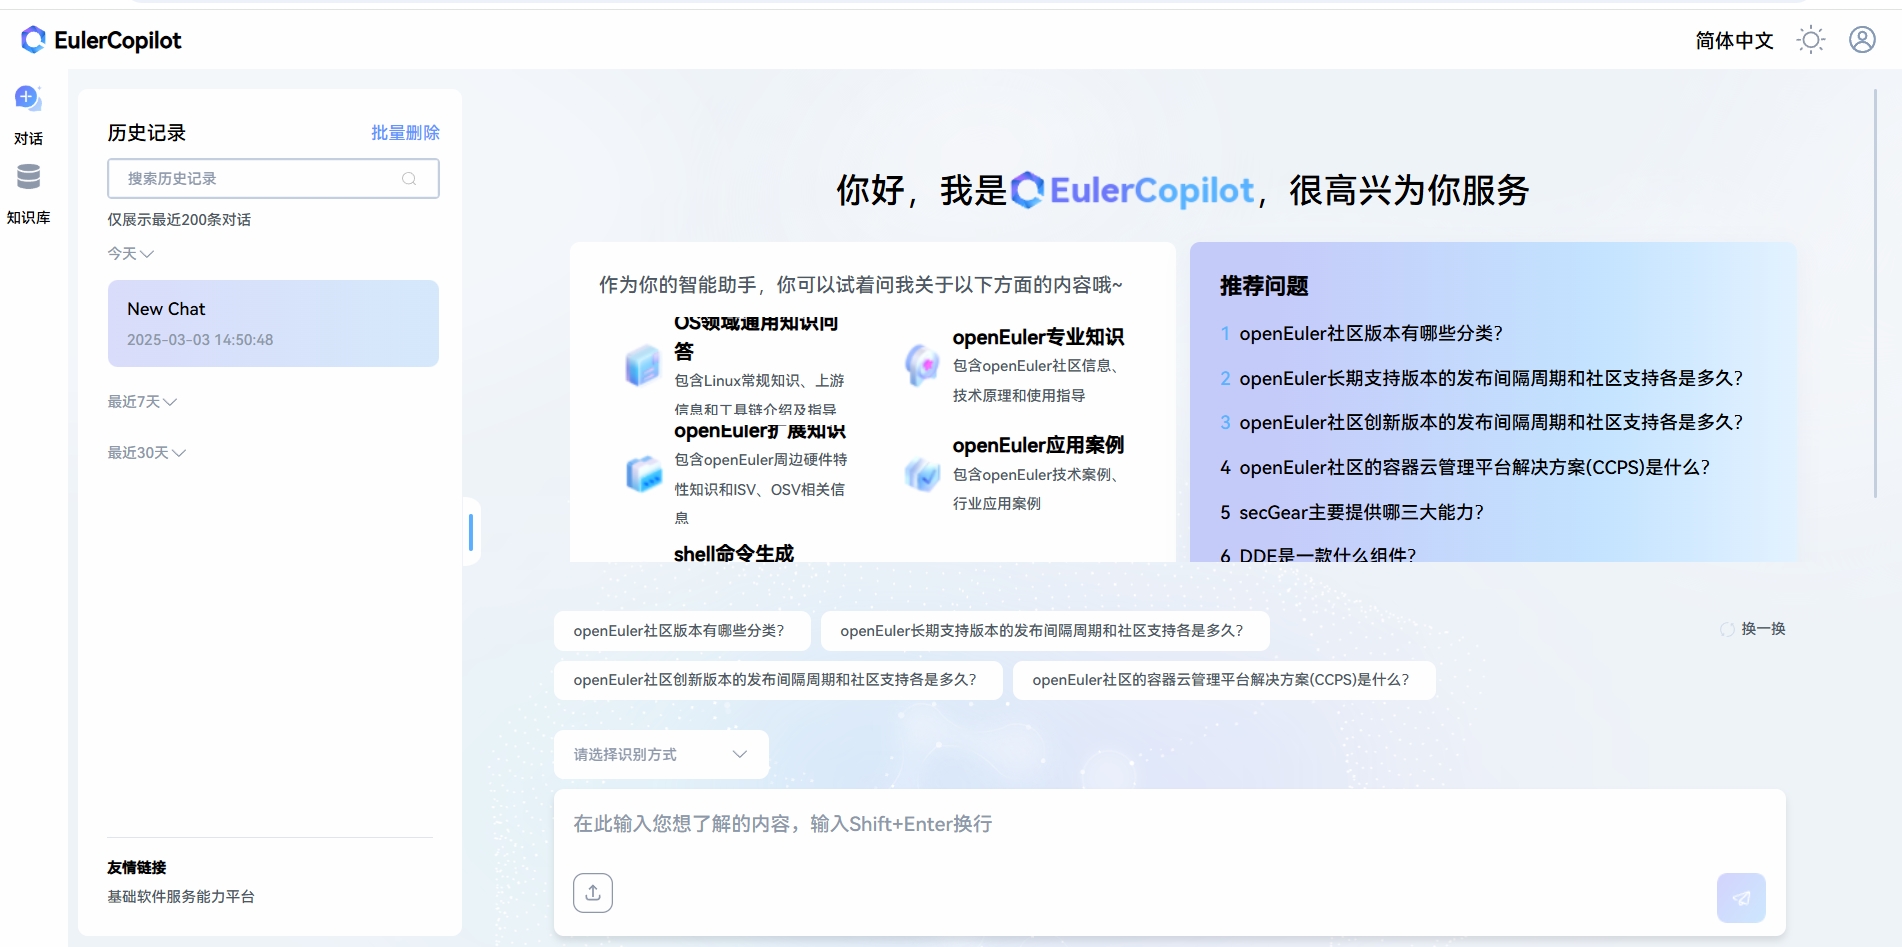 EulerCopilot
简体中文
对话
知识库
历史记录
批量删除
搜索历史记录
仅展示最近200条对话
今天
New Chat
2025-03-03 14:50:48
最近7天
最近30天
友情链接
基础软件服务能力平台
你好，我是EulerCopilot，很高兴为你服务
作为你的智能助手，你可以试着问我关于以下方面的内容哦~
OS领域通用知识问
答
包含Linux常规知识、上游
信息和工具链介绍及指导
openEuler专业知识
包含openEuler社区信息、
技术原理和使用指导
openEuler扩展知识
包含openEuler周边硬件特
性知识和ISV、OSV相关信
息
openEuler应用案例
包含openEuler技术案例、
行业应用案例
shell命令生成
推荐问题
1 openEuler社区版本有哪些分类？
2 openEuler长期支持版本的发布间隔周期和社区支持各是多久？
3 openEuler社区创新版本的发布间隔周期和社区支持各是多久？
4 openEuler社区的容器云管理平台解决方案(CCPS)是什么？
5 secGear主要提供哪三大能力？
6 DDE是一款什么组件？
openEuler社区版本有哪些分类？
openEuler长期支持版本的发布间隔周期和社区支持各是多久？
换一换
openEuler社区创新版本的发布间隔周期和社区支持各是多久？
openEuler社区的容器云管理平台解决方案(CCPS)是什么？
请选择识别方式
在此输入您想了解的内容，输入Shift+Enter换行